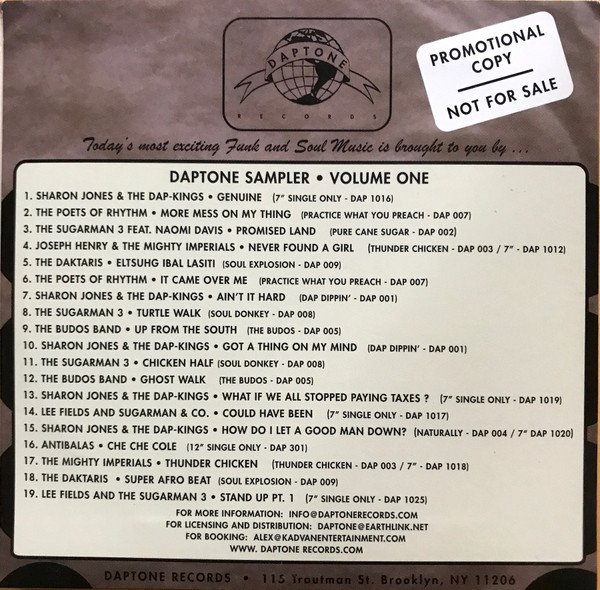 DAPTONE
RECORDS
PROMOTIONAL
COPY
NOT FOR SALE
Today's most exciting Funk and Soul Music is brought to you by ...
DAPTONE SAMPLER • VOLUME ONE
1. SHARON JONES & THE DAP-KINGS • GENUINE (7" SINGLE ONLY - DAP 1016)
2. THE POETS OF RHYTHM • MORE MESS ON MY THING (PRACTICE WHAT YOU PREACH - DAP 007)
3. THE SUGARMAN 3 FEAT. NAOMI DAVIS • PROMISED LAND (PURE CANE SUGAR - DAP 002)
4. JOSEPH HENRY & THE MIGHTY IMPERIALS • NEVER FOUND A GIRL (THUNDER CHICKEN - DAP 003 / 7" - DAP 1012)
5. THE DAKTARIS • ELTSUHG IBAL LASITI (SOUL EXPLOSION - DAP 009)
6. THE POETS OF RHYTHM • IT CAME OVER ME (PRACTICE WHAT YOU PREACH - DAP 007)
7. SHARON JONES & THE DAP-KINGS • AIN'T IT HARD (DAP DIPPIN' - DAP 001)
8. THE SUGARMAN 3 • TURTLE WALK (SOUL DONKEY - DAP 008)
9. THE BUDOS BAND • UP FROM THE SOUTH (THE BUDOS - DAP 005)
10. SHARON JONES & THE DAP-KINGS • GOT A THING ON MY MIND (DAP DIPPIN' - DAP 001)
11. THE SUGARMAN 3 • CHICKEN HALF (SOUL DONKEY - DAP 008)
12. THE BUDOS BAND • GHOST WALK (THE BUDOS - DAP 005)
13. SHARON JONES & THE DAP-KINGS • WHAT IF WE ALL STOPPED PAYING TAXES ? (7" SINGLE ONLY - DAP 1019)
14. LEE FIELDS AND SUGARMAN & CO. • COULD HAVE BEEN (7" SINGLE ONLY - DAP 1017)
15. SHARON JONES & THE DAP-KINGS • HOW DO I LET A GOOD MAN DOWN? (NATURALLY - DAP 004 / 7" DAP 1020)
16. ANTIBALAS • CHE CHE COLE (12" SINGLE ONLY - DAP 301)
17. THE MIGHTY IMPERIALS • THUNDER CHICKEN (THUNDER CHICKEN - DAP 003 / 7" - DAP 1018)
18. THE DAKTARIS • SUPER AFRO BEAT (SOUL EXPLOSION - DAP 009)
19. LEE FIELDS AND THE SUGARMAN 3 • STAND UP PT. 1 (7" SINGLE ONLY - DAP 1025)
FOR MORE INFORMATION: INFO@DAPTONERECORDS.COM
FOR LICENSING AND DISTRIBUTION: DAPTONE@EARTHLINK.NET
FOR BOOKING: ALEX@KADVANENTERTAINMENT.COM
WWW. DAPTONE RECORDS.COM
DAPTONE RECORDS • 115 Troutman St. Brooklyn, NY 11206